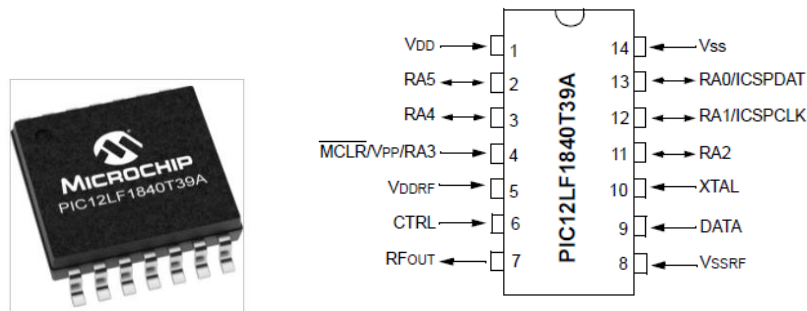 MICROCHIP
PIC12LF1840T39A
VDD 1
RA5 2
RA4 3
MCLR/VPP/RA3 4
VDDRF 5
CTRL 6
RFOUT 7
PIC12LF1840T39A
14 Vss
13 RA0/ICSPDAT
12 RA1/ICSPCLK
11 RA2
10 XTAL
9 DATA
8 VSSRF